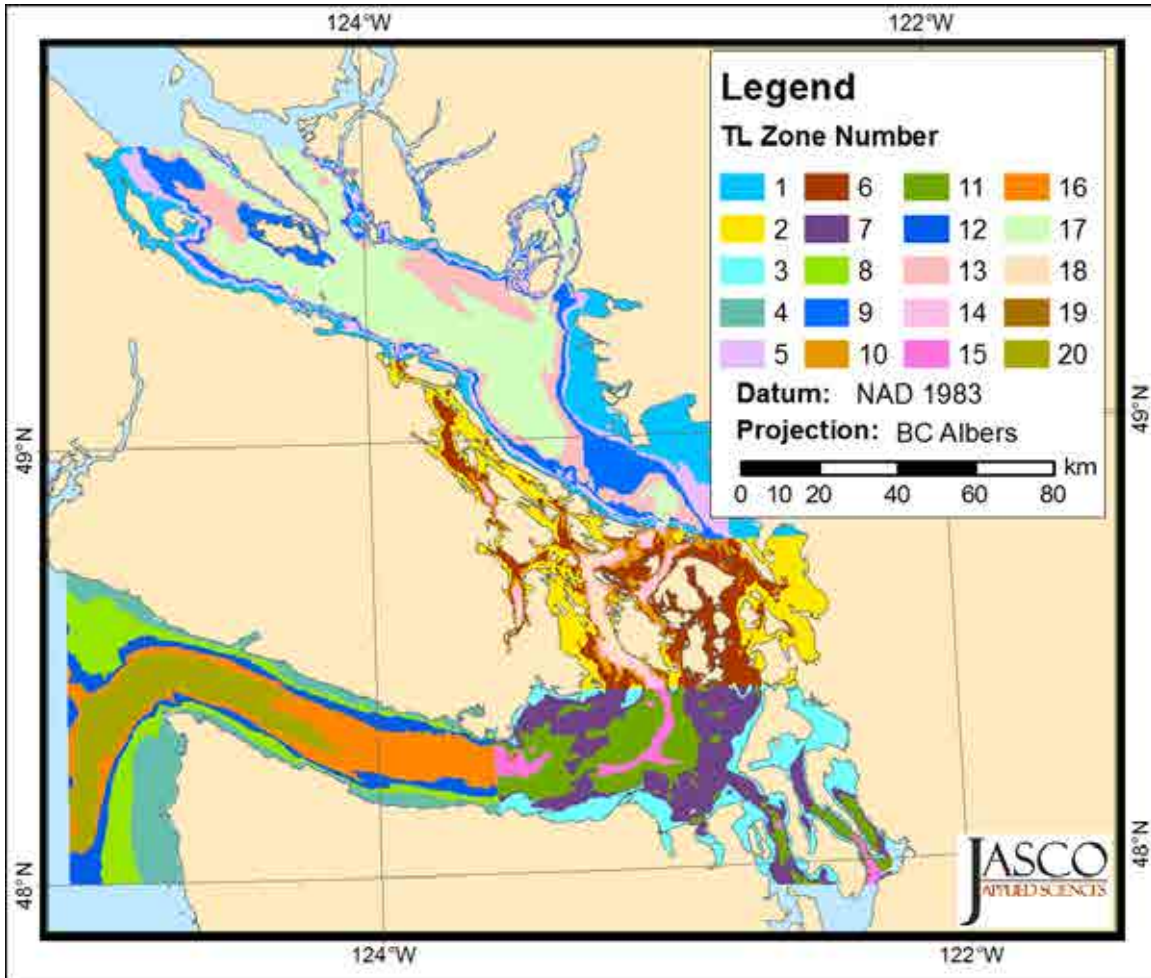 124°W 122°W
Legend
TL Zone Number
1 6 11 16
2 7 12 17
3 8 13 18
4 9 14 19
5 10 15 20
Datum: NAD 1983
Projection: BC Albers
km
0 10 20 40 60 80
49°N 49°N
48°N 48°N
JASCO
APPLIED SCIENCES
124°W 122°W